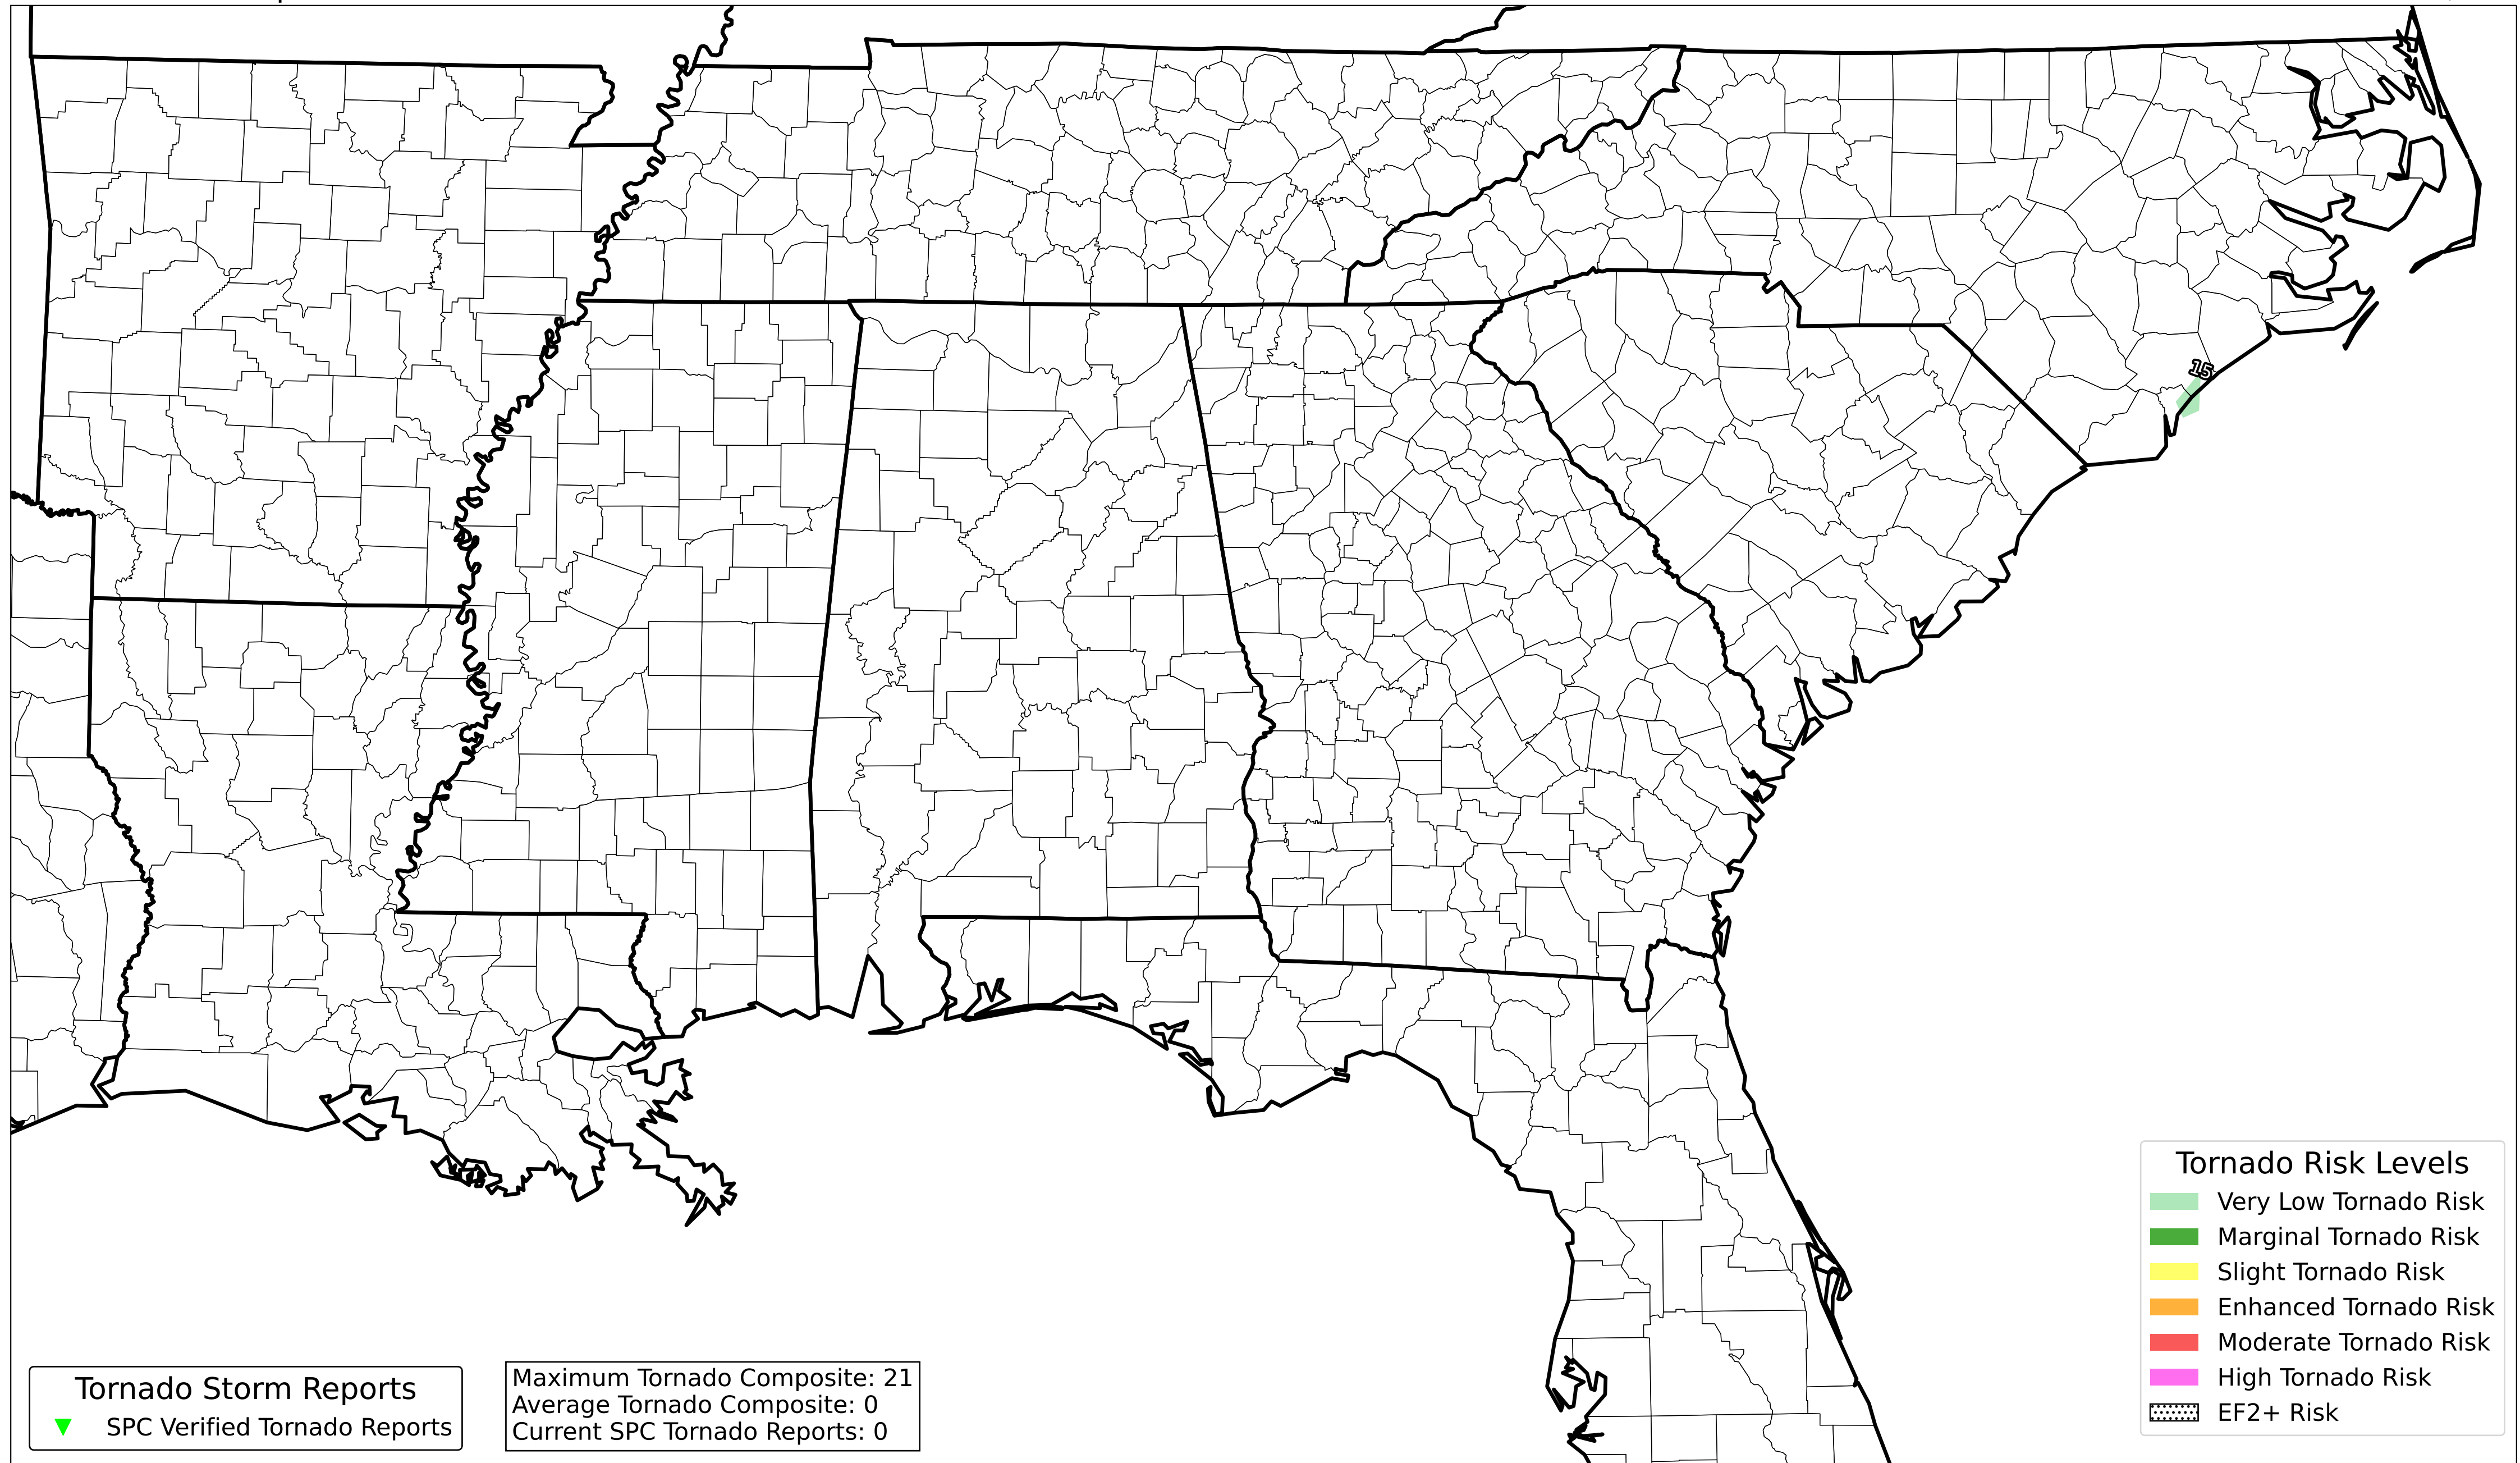 15
Tornado Risk Levels
Very Low Tornado Risk
Marginal Tornado Risk
Slight Tornado Risk
Enhanced Tornado Risk
Moderate Tornado Risk
High Tornado Risk
EF2+ Risk
Tornado Storm Reports
SPC Verified Tornado Reports
Maximum Tornado Composite: 21
Average Tornado Composite: 0
Current SPC Tornado Reports: 0